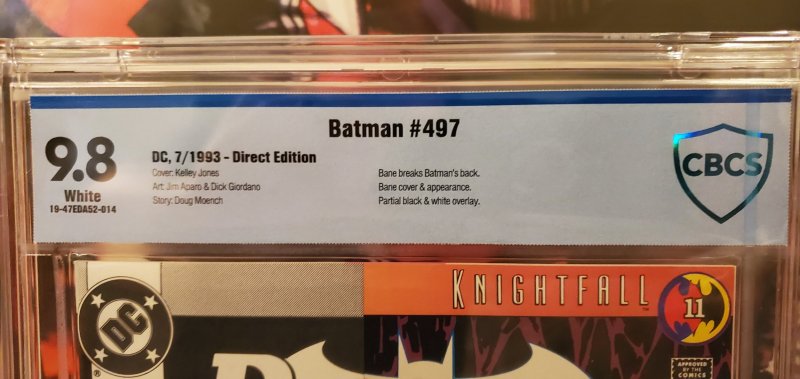 Batman #497
9.8
White
19-47EDA52-014
DC, 7/1993 - Direct Edition
Cover: Kelley Jones
Art: Jim Aparo & Dick Giordano
Story: Doug Moench
Bane breaks Batman's back.
Bane cover & appearance.
Partial black & white overlay.
CBCS
DC
®
KNIGHTFALL™
11
APPROVED
BY THE
COMICS